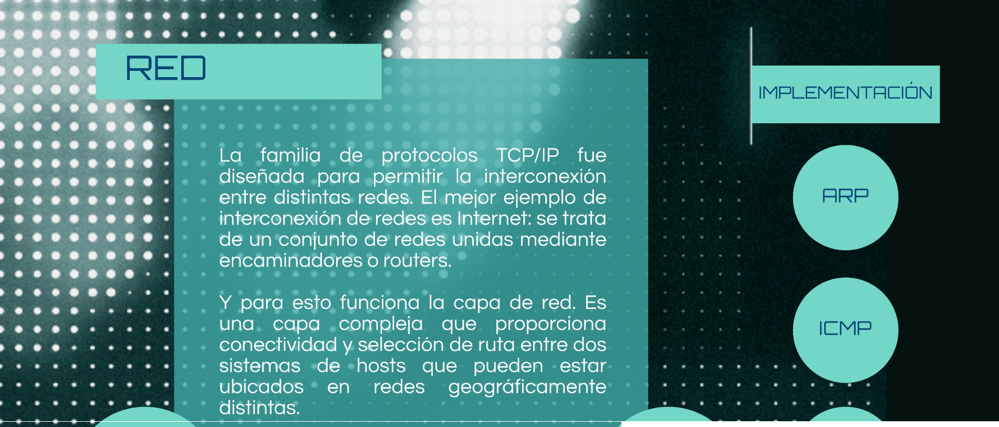 RED
La familia de protocolos TCP/IP fue
diseñada para permitir la interconexión
entre distintas redes. El mejor ejemplo de
interconexión de redes es Internet: se trata
de un conjunto de redes unidas mediante
encaminadores o routers.
Y para esto funciona la capa de red. Es
una capa compleja que proporciona
conectividad y selección de ruta entre dos
sistemas de hosts que pueden estar
ubicados en redes geográficamente
distintas.
IMPLEMENTACIÓN
ARP
ICMP